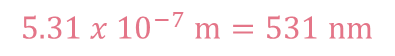 5.31 x 10⁻⁷ m = 531 nm